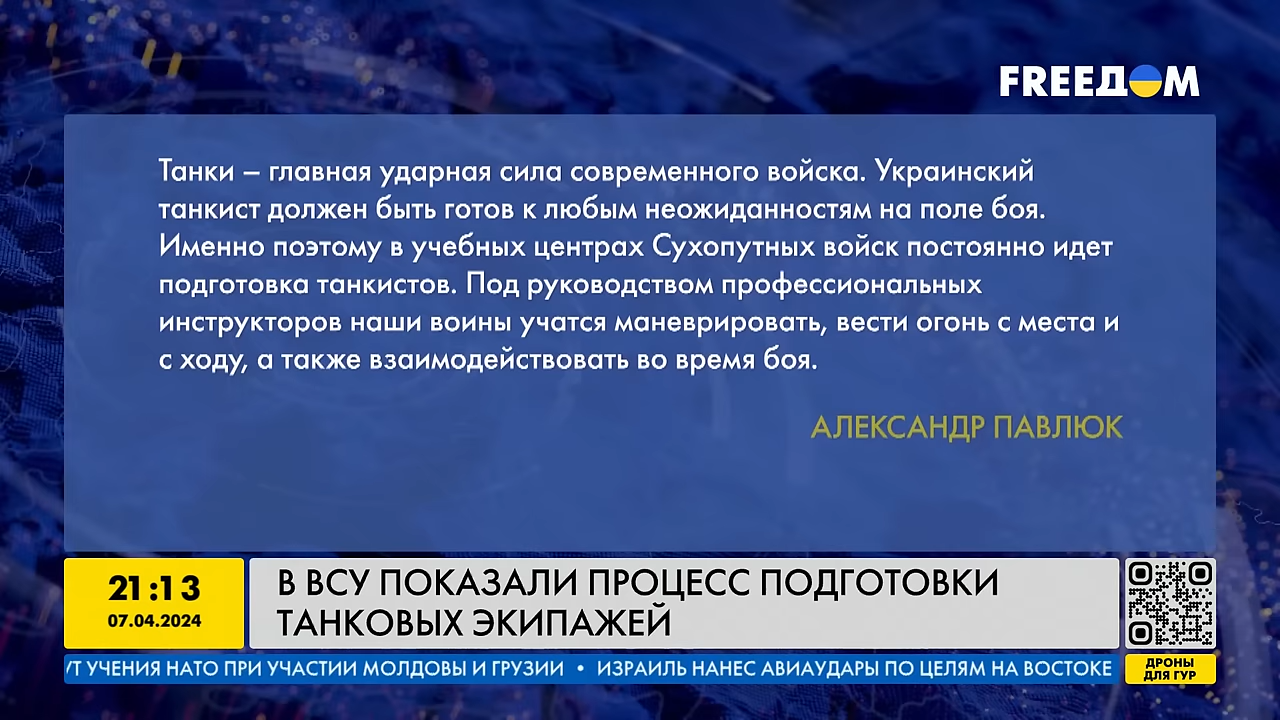 FREEДОМ
Танки – главная ударная сила современного войска. Украинский
танкист должен быть готов к любым неожиданностям на поле боя.
Именно поэтому в учебных центрах Сухопутных войск постоянно идет
подготовка танкистов. Под руководством профессиональных
инструкторов наши воины учатся маневрировать, вести огонь с места и
с ходу, а также взаимодействовать во время боя.
АЛЕКСАНДР ПАВЛЮК
21:13
07.04.2024
В ВСУ ПОКАЗАЛИ ПРОЦЕСС ПОДГОТОВКИ
ТАНКОВЫХ ЭКИПАЖЕЙ
УЧЕНИЯ НАТО ПРИ УЧАСТИИ МОЛДОВЫ И ГРУЗИИ • ИЗРАИЛЬ НАНЕС АВИАУДАРЫ ПО ЦЕЛЯМ НА ВОСТОКЕ
ДРОНЫ
ДЛЯ ГУР